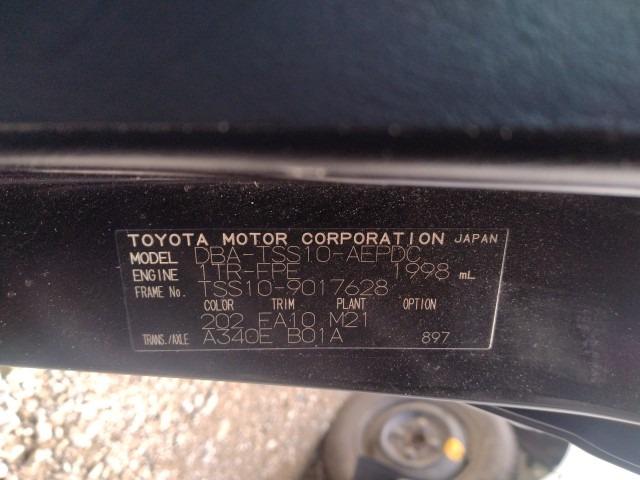 TOYOTA MOTOR CORPORATION JAPAN
MODEL DBA-TSS10-AEPDC
ENGINE 1TR-FPE 1998 mL
FRAME No. TSS10-9017628
COLOR TRIM PLANT OPTION
202 FA10 M21
TRANS./AXLE A340E B01A 897